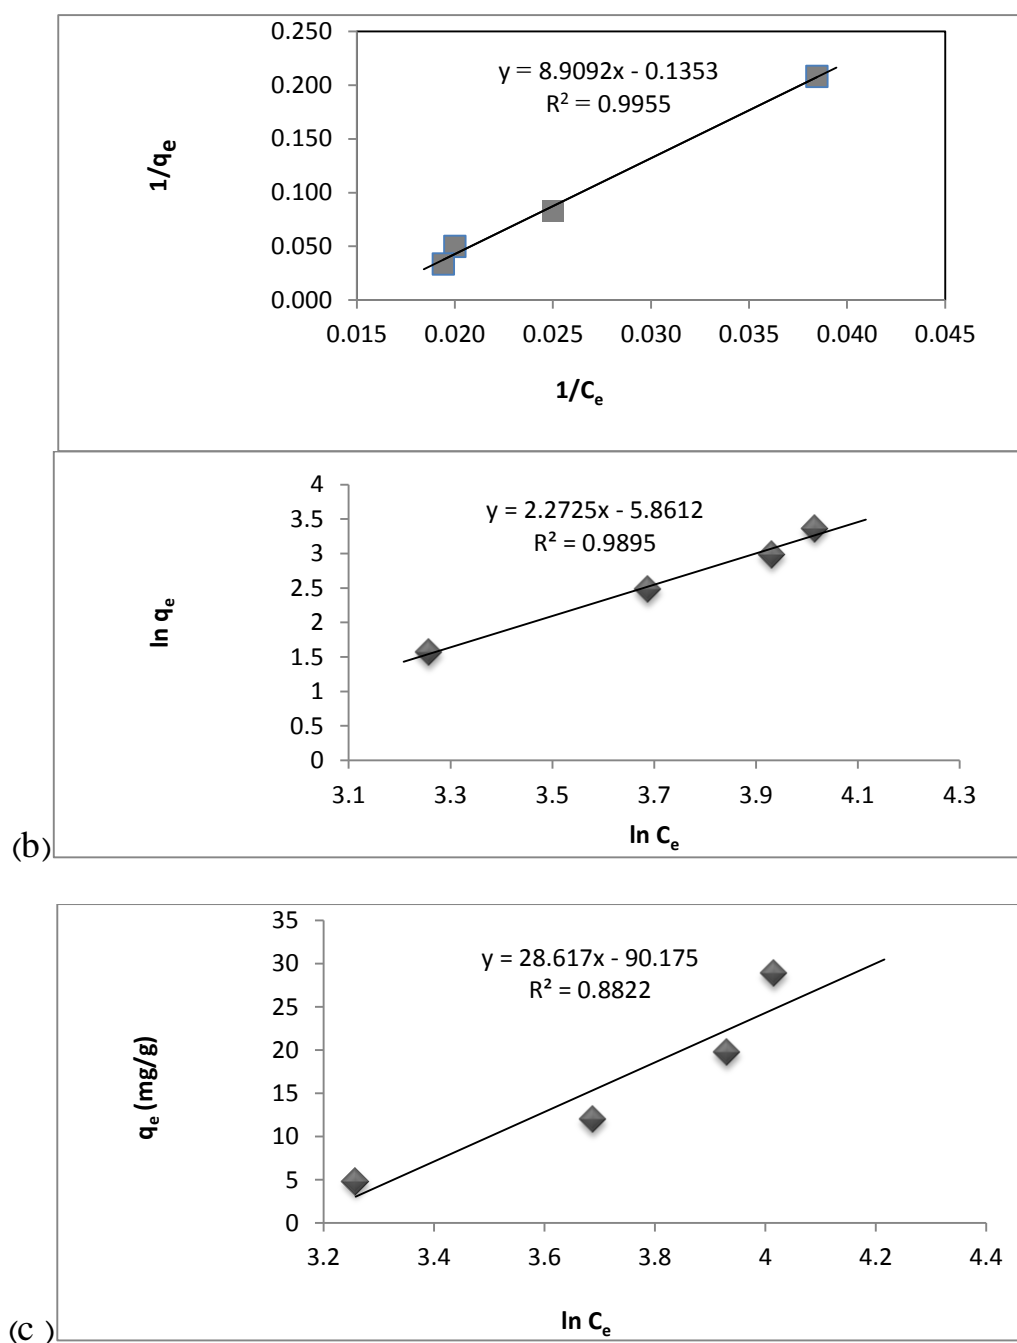 0.250
0.200
0.150
0.100
0.050
0.000
1/qe
y = 8.9092x - 0.1353
R² = 0.9955
0.015 0.020 0.025 0.030 0.035 0.040 0.045
1/Ce
4
3.5
3
2.5
2
1.5
1
0.5
0
ln qe
y = 2.2725x - 5.8612
R² = 0.9895
3.1 3.3 3.5 3.7 3.9 4.1 4.3
ln Ce
(b)
35
30
25
20
15
10
5
0
qe (mg/g)
y = 28.617x - 90.175
R² = 0.8822
3.2 3.4 3.6 3.8 4 4.2 4.4
ln Ce
(c )